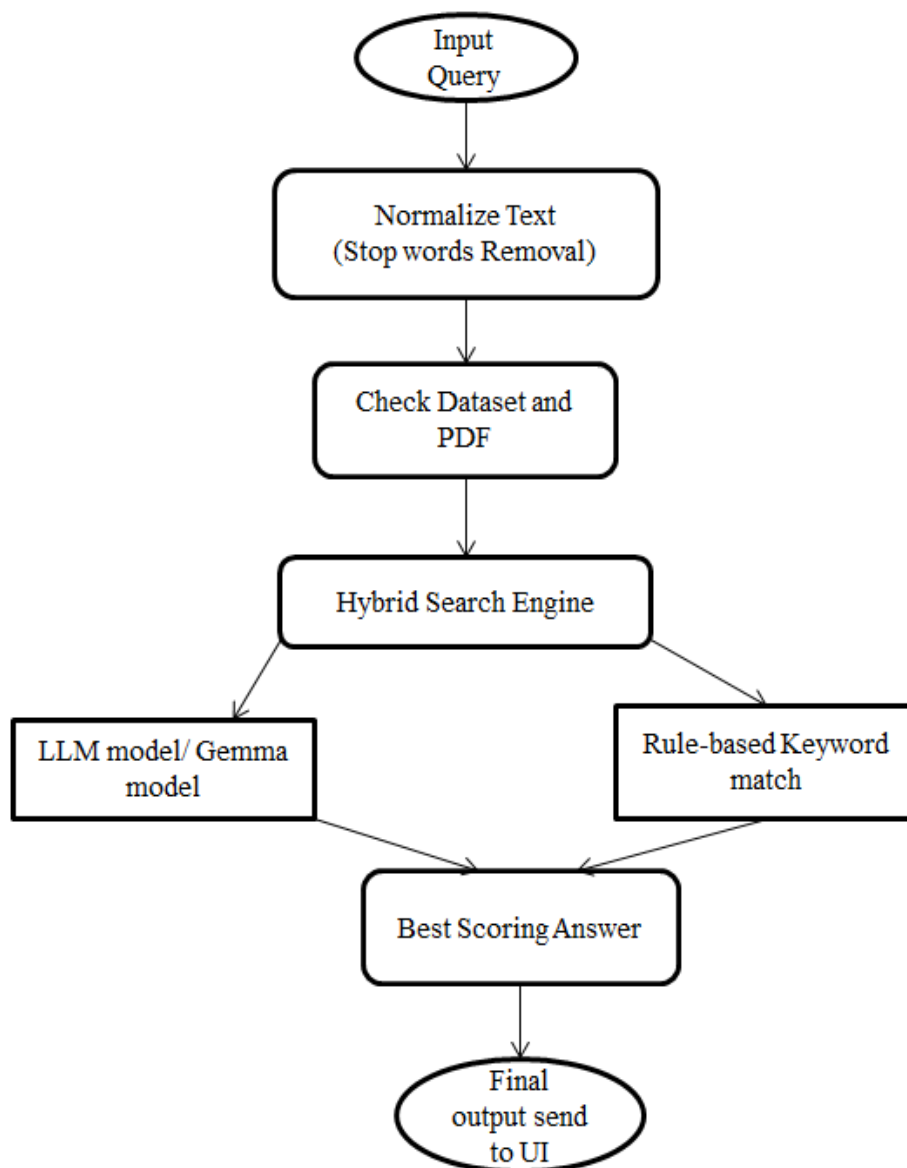 Input
Query
Normalize Text
(Stop words Removal)
Check Dataset and
PDF
Hybrid Search Engine
LLM model/ Gemma
model
Rule-based Keyword
match
Best Scoring Answer
Final
output send
to UI